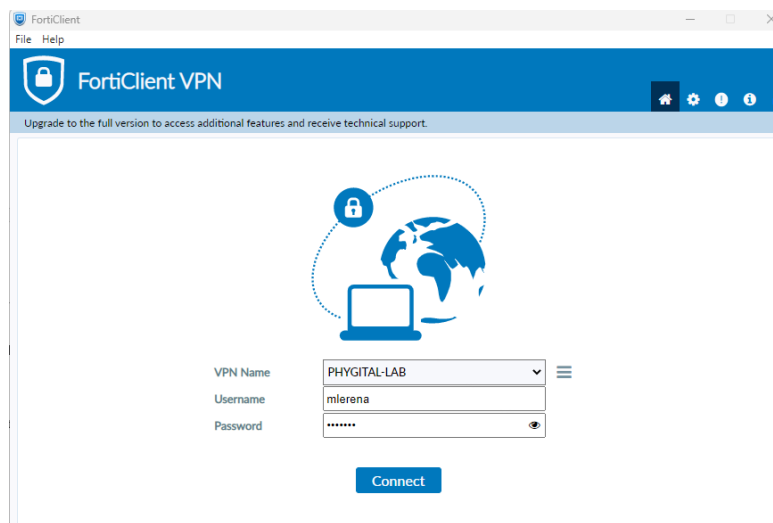 FortiClient
File Help
FortiClient VPN
Upgrade to the full version to access additional features and receive technical support.
VPN Name PHYGITAL-LAB
Username mlerena
Password •••••••
Connect